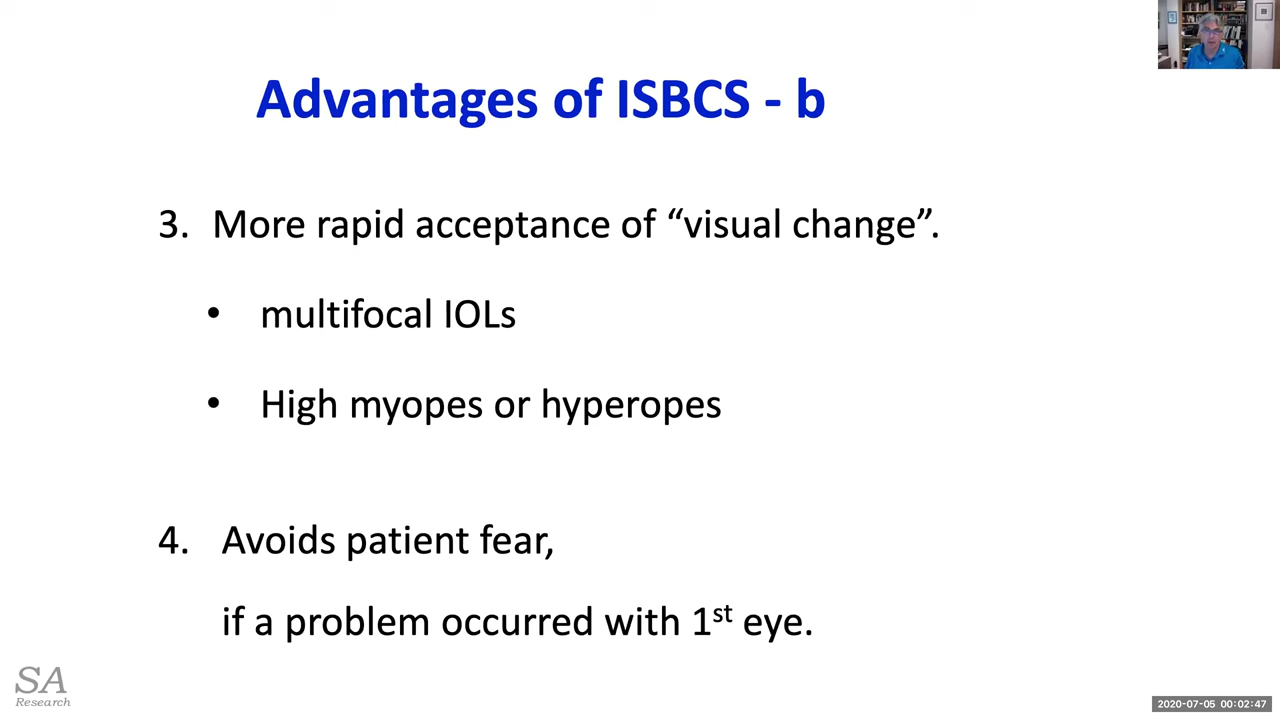 Advantages of ISBCS - b
3. More rapid acceptance of “visual change”.
• multifocal IOLs
• High myopes or hyperopes
4. Avoids patient fear,
if a problem occurred with 1st eye.
SA
Research
2020-07-05 00:02:47